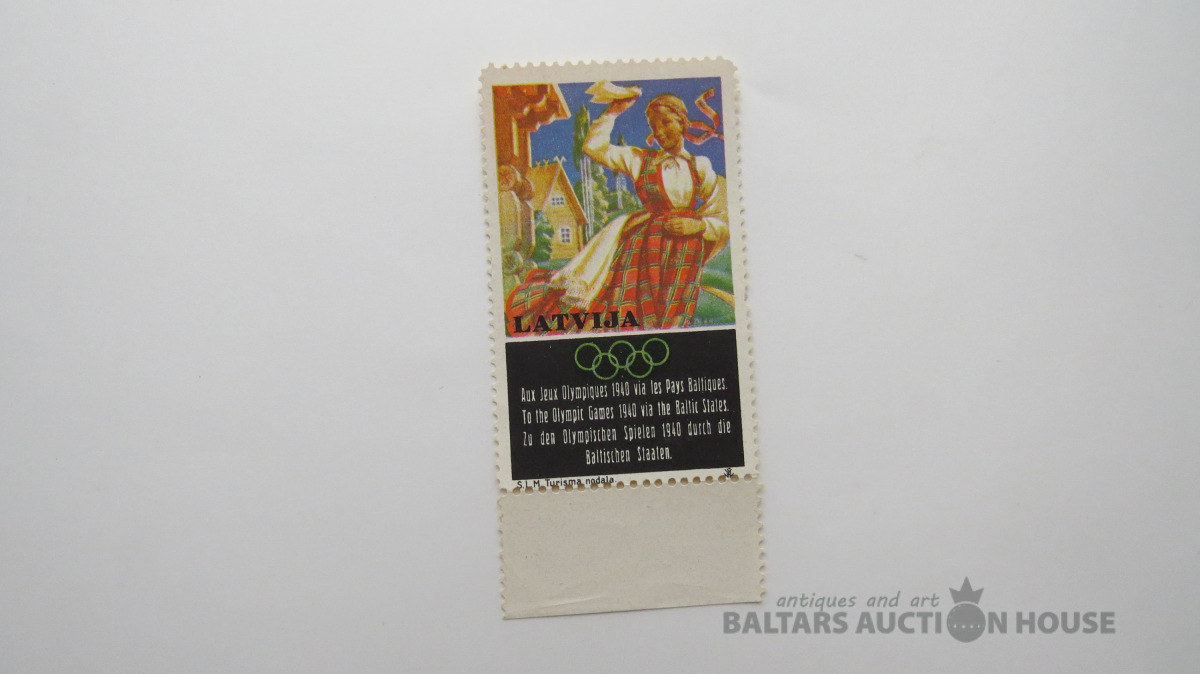 LATVIJA
Aux Jeux Olympiques 1940 via les Pays Baltiques.
To the Olympic Games 1940 via the Baltic States.
Zu den Olympischen Spielen 1940 durch die
Baltischen Staaten.
S.L.M. Turisma nodala
antiques and art
BALTARS AUCTION HOUSE